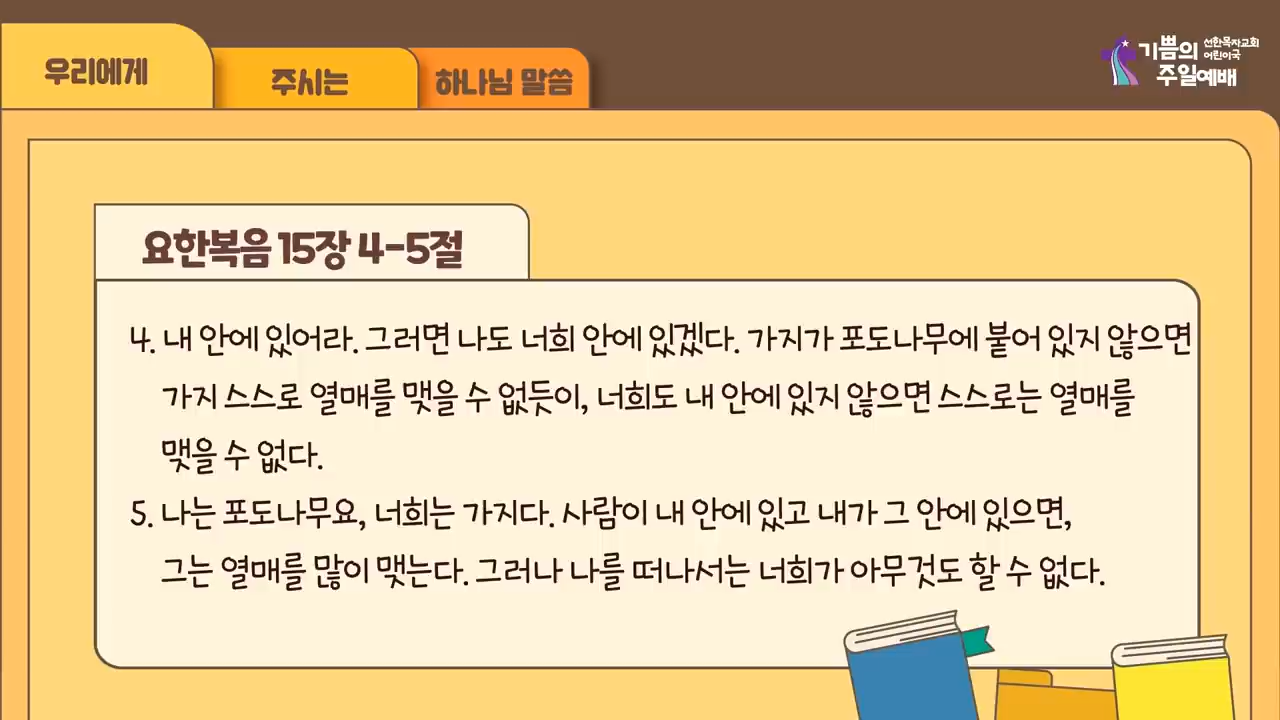 우리에게
주시는
하나님 말씀
기쁨의
주일예배
선한목자교회
어린이국
요한복음 15장 4-5절
4. 내 안에 있어라. 그러면 나도 너희 안에 있겠다. 가지가 포도나무에 붙어 있지 않으면
가지 스스로 열매를 맺을 수 없듯이, 너희도 내 안에 있지 않으면 스스로는 열매를
맺을 수 없다.
5. 나는 포도나무요, 너희는 가지다. 사람이 내 안에 있고 내가 그 안에 있으면,
그는 열매를 많이 맺는다. 그러나 나를 떠나서는 너희가 아무것도 할 수 없다.